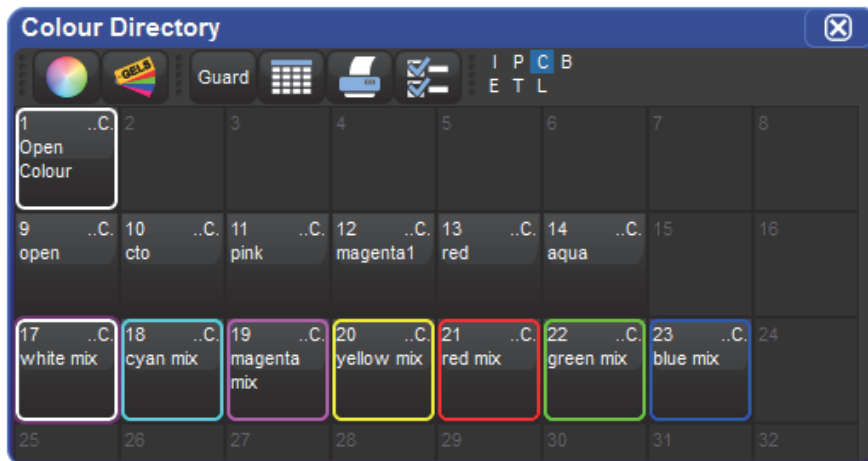 Colour Directory
GELS
Guard
I P C B
E T L
1 ..C. 2 3 4 5 6 7 8
Open
Colour
9 ..C. 10 ..C. 11 ..C. 12 ..C. 13 ..C. 14 ..C. 15 16
open cto pink magenta1 red aqua
17 ..C. 18 ..C. 19 ..C. 20 ..C. 21 ..C. 22 ..C. 23 ..C. 24
white mix cyan mix magenta yellow mix red mix green mix blue mix
mix
25 26 27 28 29 30 31 32